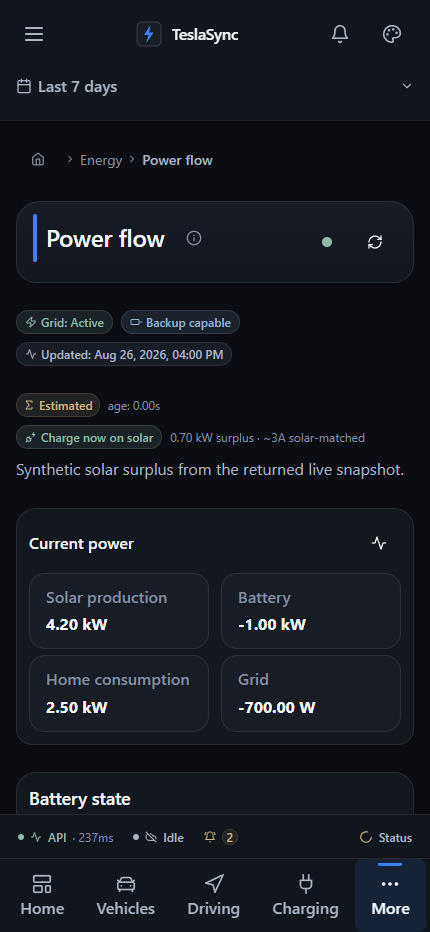 TeslaSync
Last 7 days
Energy Power flow
Power flow
Grid: Active Backup capable
Updated: Aug 26, 2026, 04:00 PM
Estimated age: 0.00s
Charge now on solar 0.70 kW surplus · ~3A solar-matched
Synthetic solar surplus from the returned live snapshot.
Current power
Solar production Battery
4.20 kW -1.00 kW
Home consumption Grid
2.50 kW -700.00 W
Battery state
API · 237ms Idle 2 Status
Home Vehicles Driving Charging More